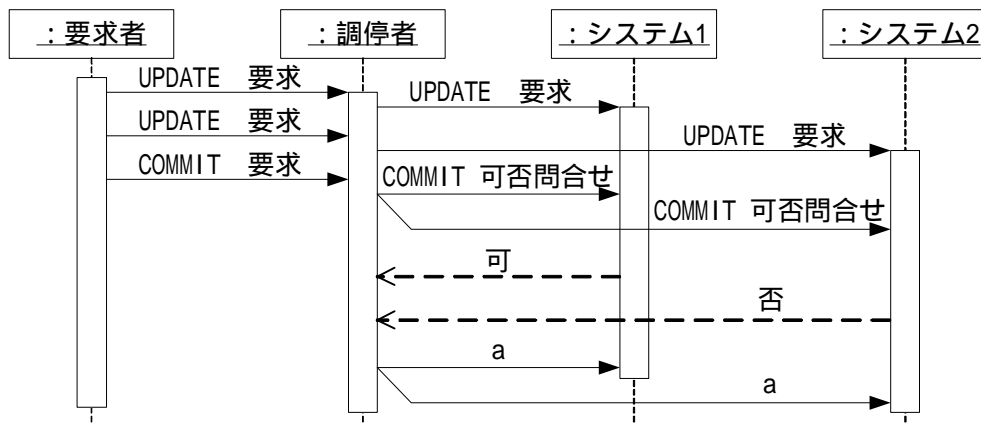 ：要求者
：調停者
：システム1
：システム2
UPDATE 要求
UPDATE 要求
UPDATE 要求
UPDATE 要求
COMMIT 要求
COMMIT 可否問合せ
COMMIT 可否問合せ
可
否
a
a